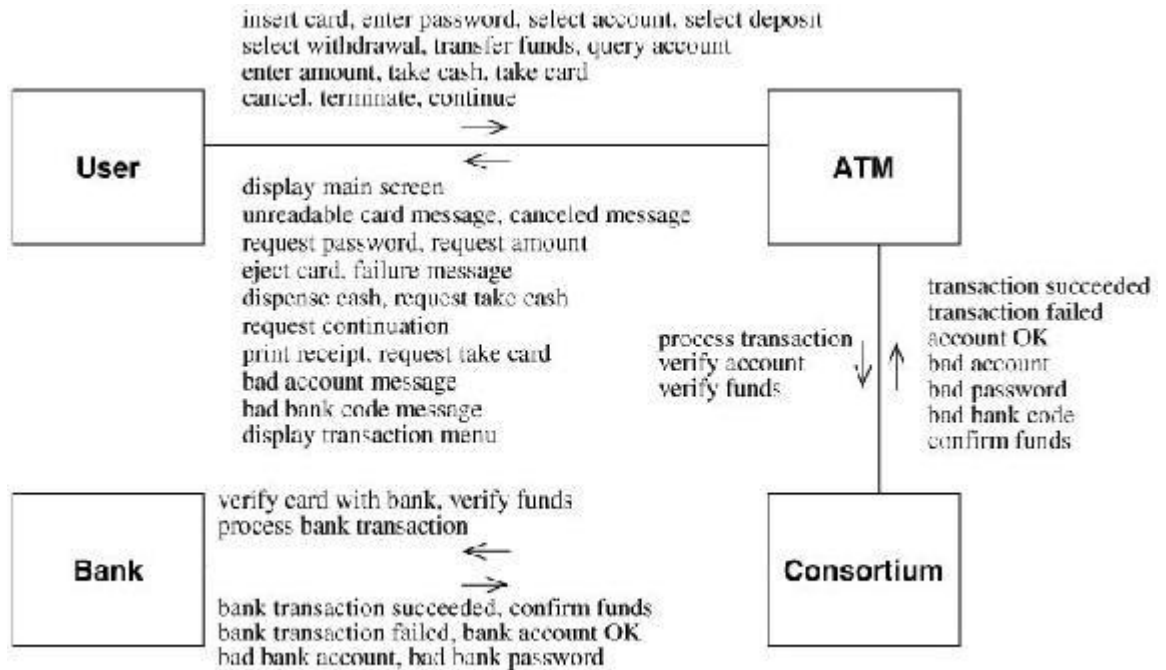 insert card, enter password, select account, select deposit
select withdrawal, transfer funds, query account
enter amount, take cash, take card
cancel, terminate, continue
User
ATM
display main screen
unreadable card message, canceled message
request password, request amount
eject card, failure message
dispense cash, request take cash
request continuation
print receipt, request take card
bad account message
bad bank code message
display transaction menu
process transaction
verify account
verify funds
transaction succeeded
transaction failed
account OK
bad account
bad password
bad bank code
confirm funds
Bank
verify card with bank, verify funds
process bank transaction
bank transaction succeeded, confirm funds
bank transaction failed, bank account OK
bad bank account, bad bank password
Consortium